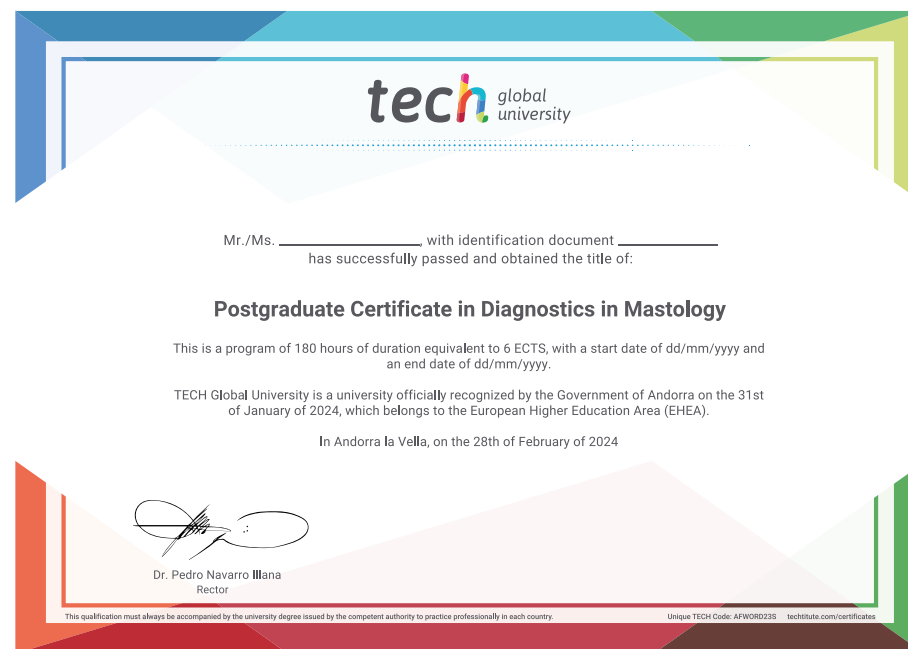 tech global
university
Mr./Ms. ____________, with identification document ____________
has successfully passed and obtained the title of:
Postgraduate Certificate in Diagnostics in Mastology
This is a program of 180 hours of duration equivalent to 6 ECTS, with a start date of dd/mm/yyyy and
an end date of dd/mm/yyyy.
TECH Global University is a university officially recognized by the Government of Andorra on the 31st
of January of 2024, which belongs to the European Higher Education Area (EHEA).
In Andorra la Vella, on the 28th of February of 2024
Dr. Pedro Navarro Illana
Rector
This qualification must always be accompanied by the university degree issued by the competent authority to practice professionally in each country. Unique TECH Code: AFWORD23S techtitute.com/certificates